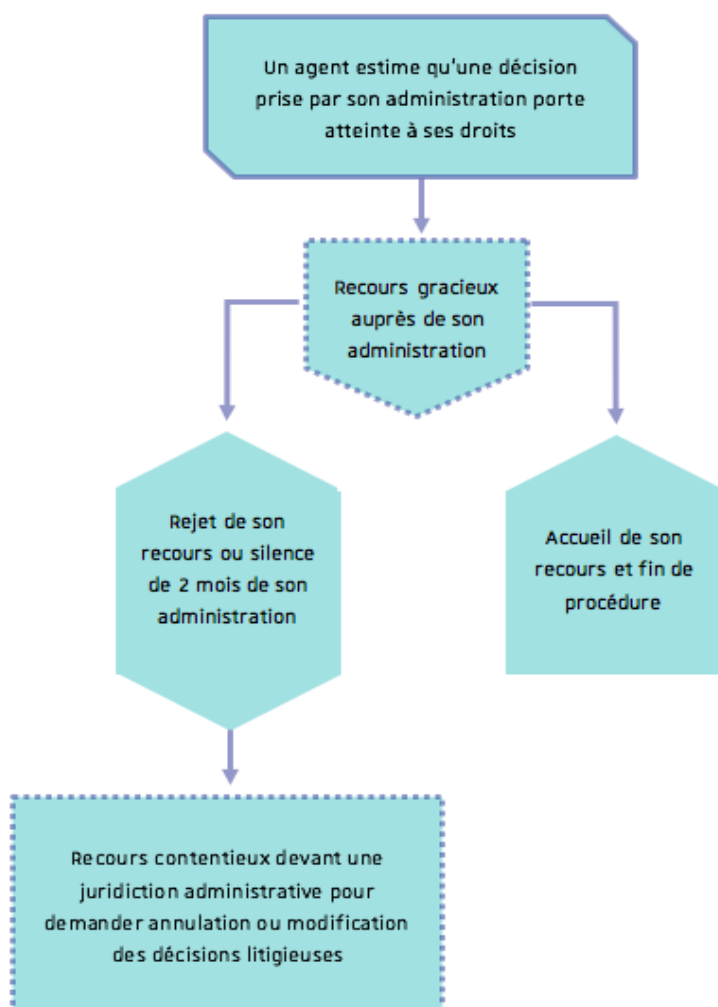 Un agent estime qu'une décision
prise par son administration porte
atteinte à ses droits
Recours gracieux
auprès de son
administration
Rejet de son
recours ou silence
de 2 mois de son
administration
Accueil de son
recours et fin de
procédure
Recours contentieux devant une
juridiction administrative pour
demander annulation ou modification
des décisions litigieuses